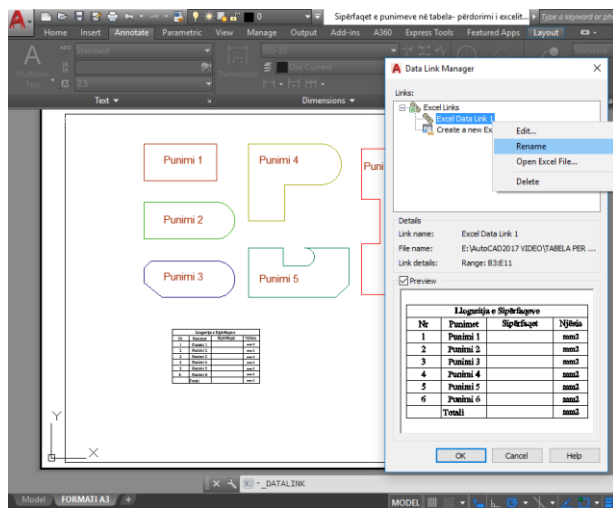 0
Sipërfaqet e punimeve në tabela- përdorimi i excelit...
Type a keyword or ph
Home Insert Annotate Parametric View Manage Output Add-ins A360 Express Tools Featured Apps Layout
Multiline
Text
Standard
2.5
Dimension
ISO-25
Use Current
Standard
Text
Dimensions
Data Link Manager
Links:
Excel Links
Excel Data Link 1
Create a new Ex
Edit...
Rename
Open Excel File...
Delete
Punimi 1
Punimi 4
Puni
Punimi 2
Punimi 3
Punimi 5
Details
Link name: Excel Data Link 1
File name: E:\AutoCAD2017 VIDEO\TABELA PER
Link details: Range: B3:E11
Preview
Llogaritja e Sipërfaqeve
Nr Punimet Sipërfaqet Njësia
1 Punimi 1 mm2
2 Punimi 2 mm2
3 Punimi 3 mm2
4 Punimi 4 mm2
5 Punimi 5 mm2
6 Punimi 6 mm2
Totali mm2
Y
X
OK Cancel Help
-_DATALINK
Model FORMATI A3 +
MODEL